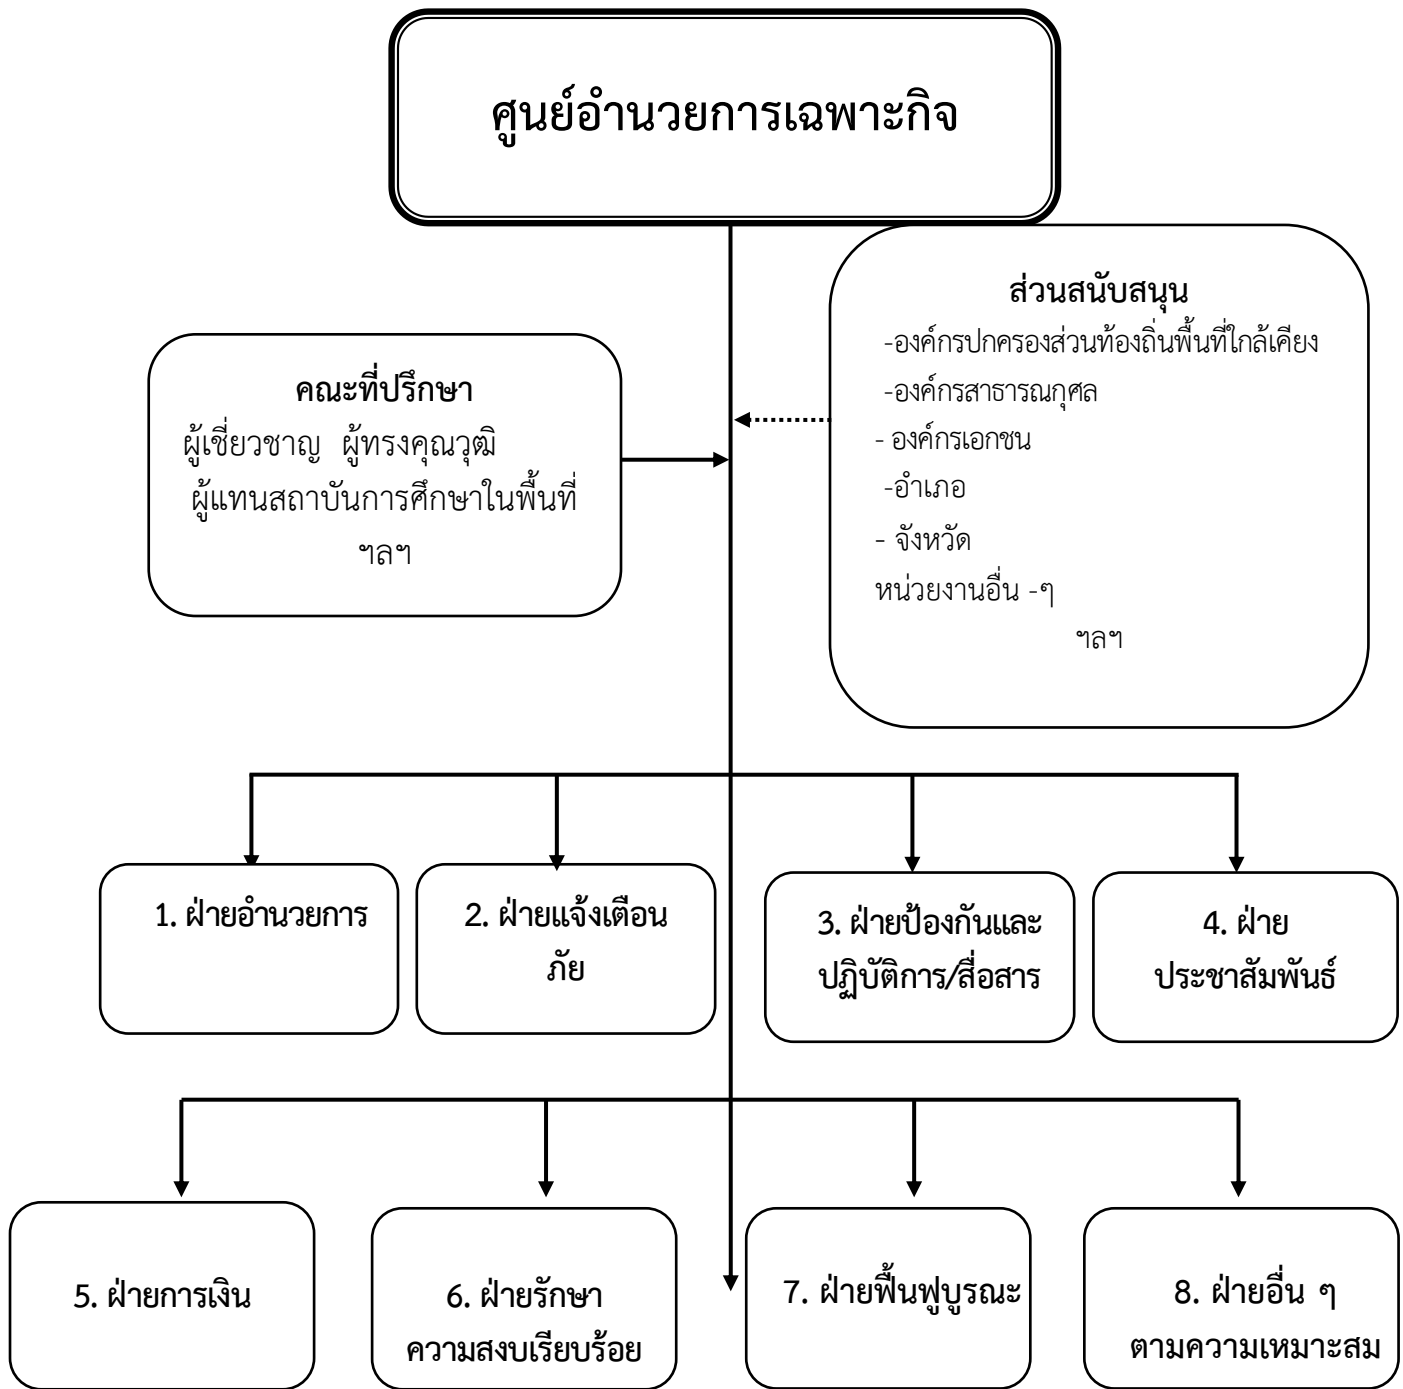 ศูนย์อำนวยการเฉพาะกิจ
ส่วนสนับสนุน
-องค์กรปกครองส่วนท้องถิ่นพื้นที่ใกล้เคียง
-องค์กรสาธารณกุศล
- องค์กรเอกชน
-อำเภอ
- จังหวัด
หน่วยงานอื่น -ๆ
ฯลฯ
คณะที่ปรึกษา
ผู้เชี่ยวชาญ ผู้ทรงคุณวุฒิ
ผู้แทนสถาบันการศึกษาในพื้นที่
ฯลฯ
1. ฝ่ายอำนวยการ
2. ฝ่ายแจ้งเตือน
ภัย
3. ฝ่ายป้องกันและ
ปฏิบัติการ/สื่อสาร
4. ฝ่าย
ประชาสัมพันธ์
5. ฝ่ายการเงิน
6. ฝ่ายรักษา
ความสงบเรียบร้อย
7. ฝ่ายฟื้นฟูบูรณะ
8. ฝ่ายอื่น ๆ
ตามความเหมาะสม